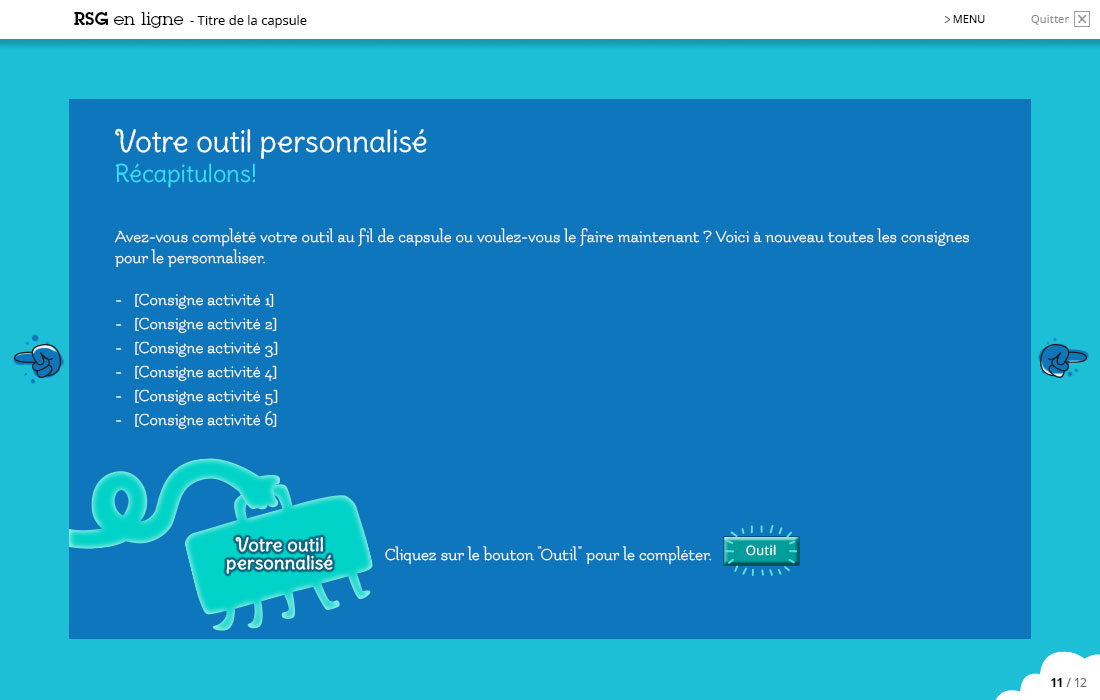 RSG en ligne - Titre de la capsule
> MENU
Quitter
Votre outil personnalisé
Récapitulons!
Avez-vous complété votre outil au fil de capsule ou voulez-vous le faire maintenant ? Voici à nouveau toutes les consignes
pour le personnaliser.
- [Consigne activité 1]
- [Consigne activité 2]
- [Consigne activité 3]
- [Consigne activité 4]
- [Consigne activité 5]
- [Consigne activité 6]
Votre outil
personnalisé
Cliquez sur le bouton "Outil" pour le compléter.
Outil
11 / 12